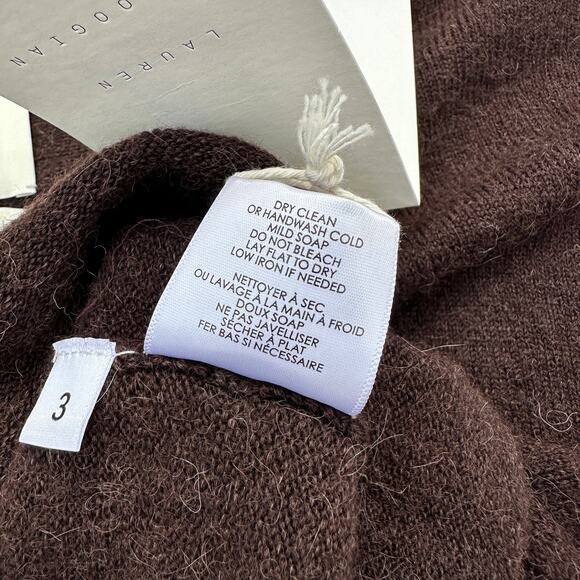 LAUREN
OOGIAN
DRY CLEAN
OR HANDWASH COLD
MILD SOAP
DO NOT BLEACH
LAY FLAT TO DRY
LOW IRON IF NEEDED
NETTOYER À SEC
OU LAVAGE À LA MAIN À FROID
DOUX SOAP
NE PAS JAVELLISER
SÉCHER À PLAT
FER BAS SI NÉCESSAIRE
3